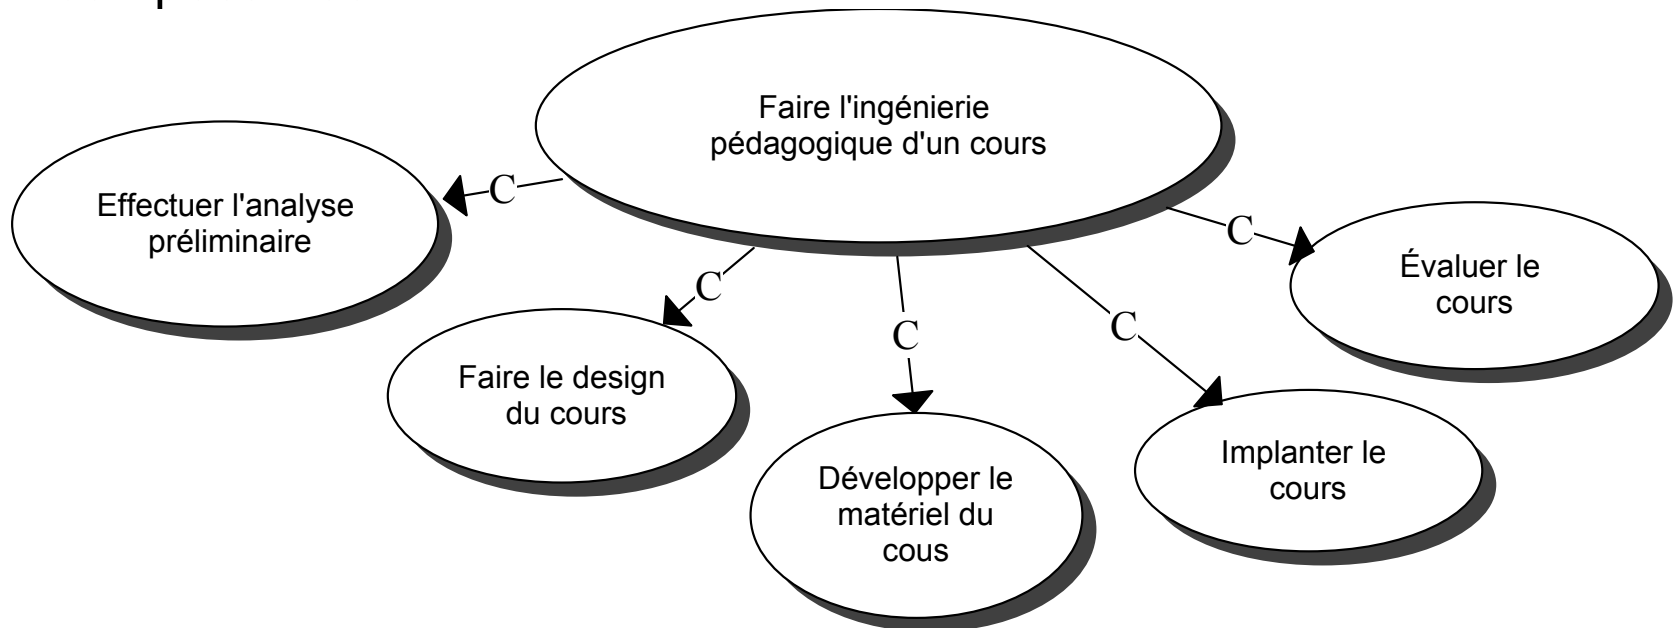 Faire l'ingénierie
pédagogique d'un cours
C
Effectuer l'analyse
préliminaire
C
Faire le design
du cours
C
Développer le
matériel du
cous
C
Implanter le
cours
C
Évaluer le
cours